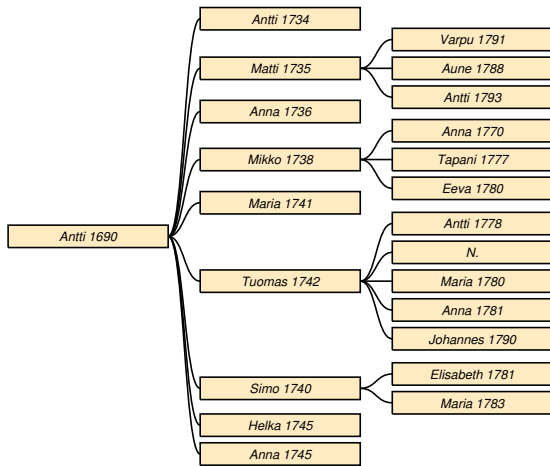 Antti 1690
Antti 1734
Matti 1735
Varpu 1791
Aune 1788
Antti 1793
Anna 1736
Mikko 1738
Anna 1770
Tapani 1777
Eeva 1780
Maria 1741
Tuomas 1742
Antti 1778
N.
Maria 1780
Anna 1781
Johannes 1790
Simo 1740
Elisabeth 1781
Maria 1783
Helka 1745
Anna 1745